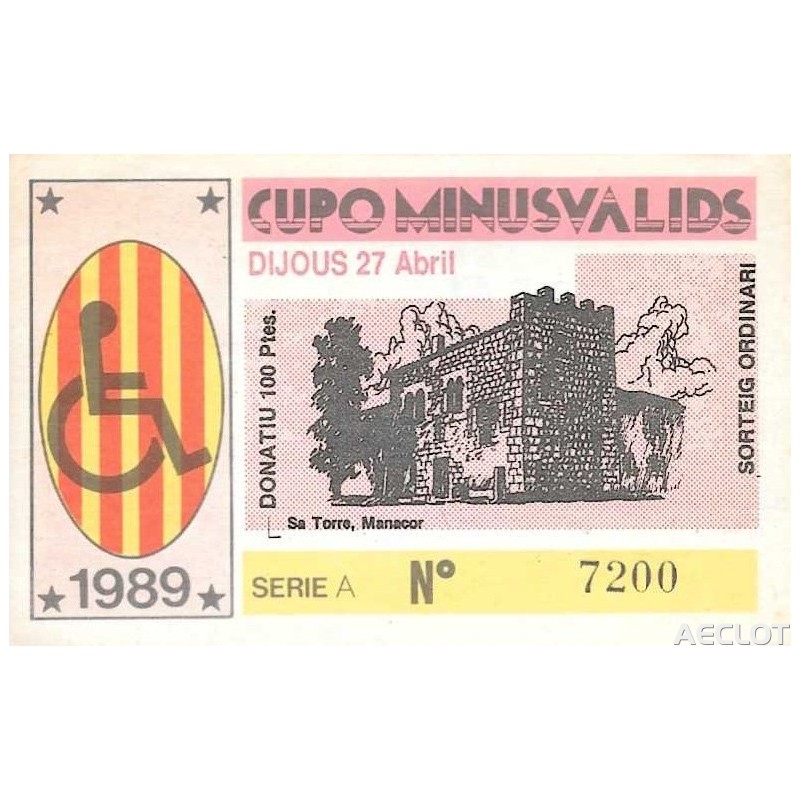 CUPO MINUSVALIDS
DIJOUS 27 Abril
DONATIU 100 Ptes.
SORTEIG ORDINARI
Sa Torre, Manacor
1989
SERIE A Nº 7200
AECLOT